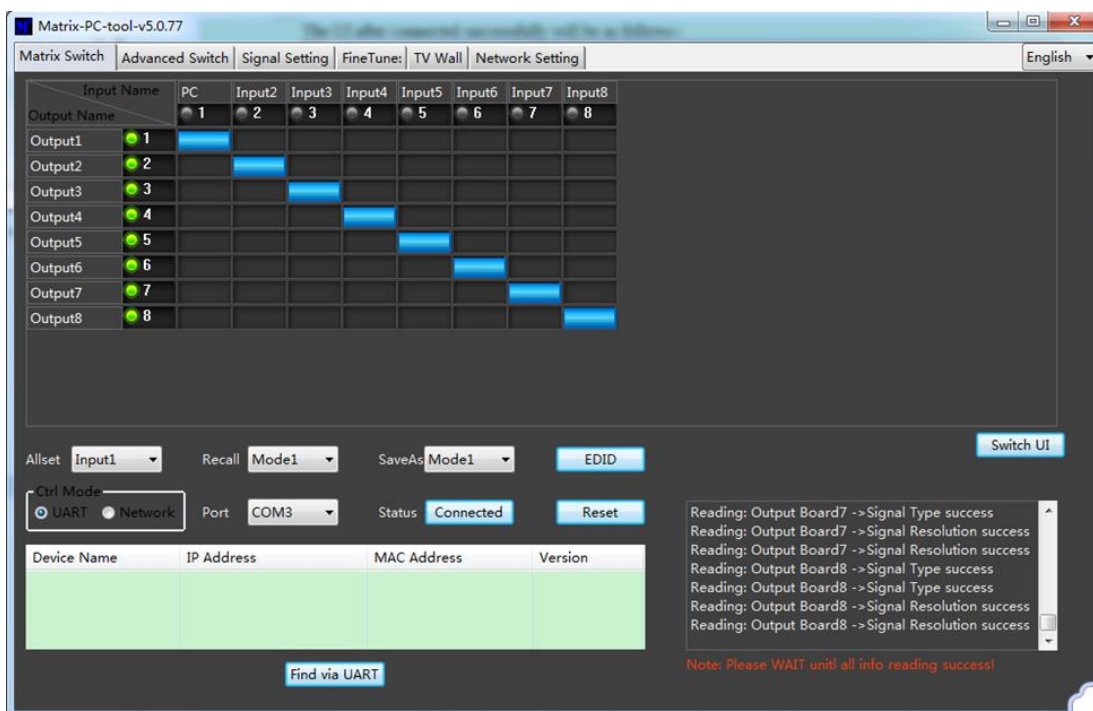 Matrix-PC-tool-v5.0.77
Matrix Switch Advanced Switch Signal Setting FineTune: TV Wall Network Setting English
Input Name PC Input2 Input3 Input4 Input5 Input6 Input7 Input8
Output Name 1 2 3 4 5 6 7 8
Output1 1
Output2 2
Output3 3
Output4 4
Output5 5
Output6 6
Output7 7
Output8 8
Switch UI
Allset Input1 Recall Mode1 SaveAs Mode1 EDID
Ctrl Mode
UART Network Port COM3 Status Connected Reset
Device Name IP Address MAC Address Version
Find via UART
Reading: Output Board7 ->Signal Type success
Reading: Output Board7 ->Signal Resolution success
Reading: Output Board7 ->Signal Resolution success
Reading: Output Board8 ->Signal Type success
Reading: Output Board8 ->Signal Type success
Reading: Output Board8 ->Signal Resolution success
Reading: Output Board8 ->Signal Resolution success
Note: Please WAIT unitl all info reading success!